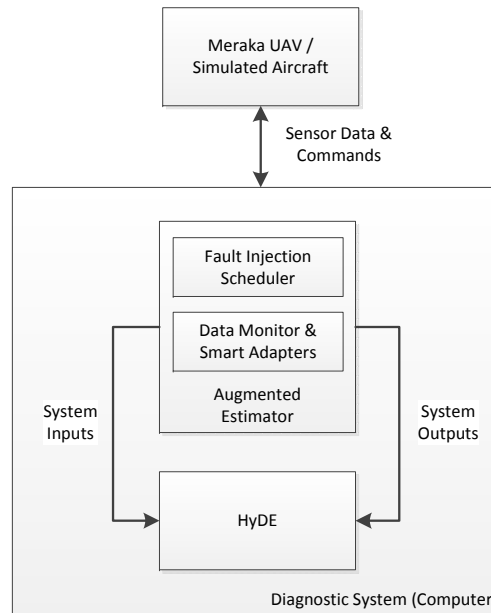 Meraka UAV /
Simulated Aircraft
Sensor Data &
Commands
Fault Injection
Scheduler
Data Monitor &
Smart Adapters
Augmented
Estimator
System
Inputs
System
Outputs
HyDE
Diagnostic System (Computer